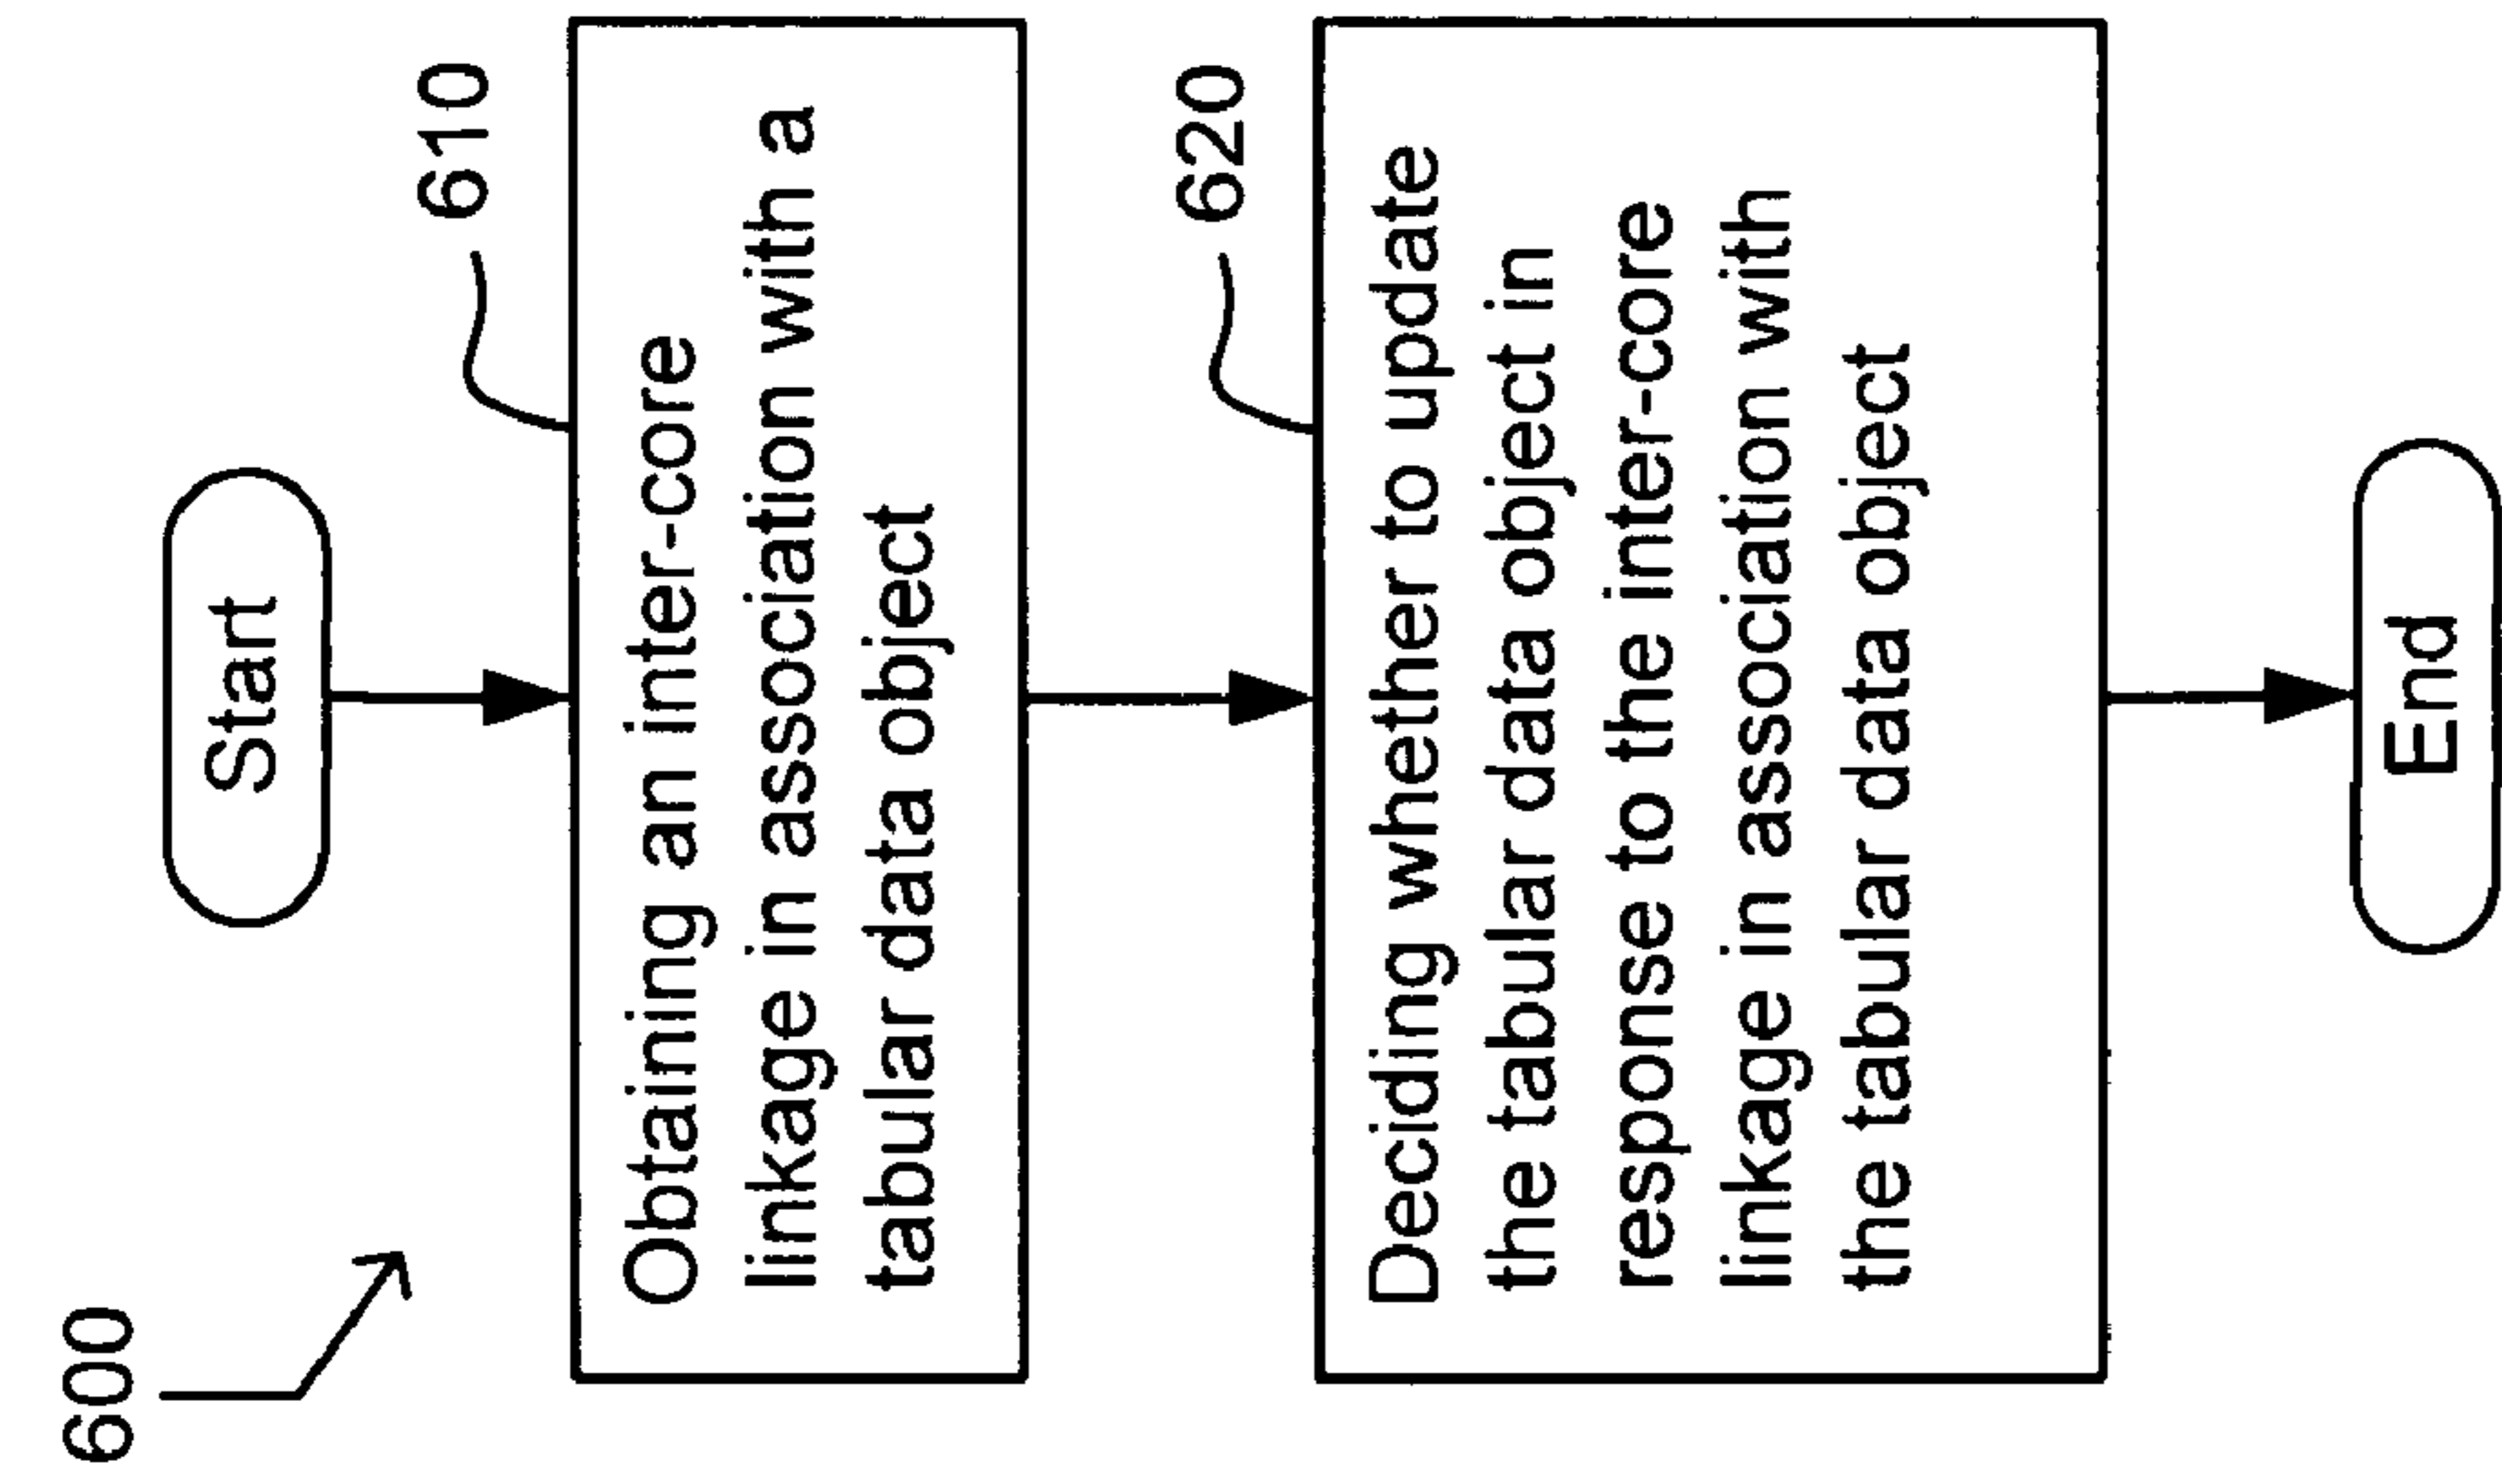 600
Start
610
Obtaining an inter-core
linkage in association with a
tabular data object
620
Deciding whether to update
the tabular data object in
response to the inter-core
linkage in association with
the tabular data object
End